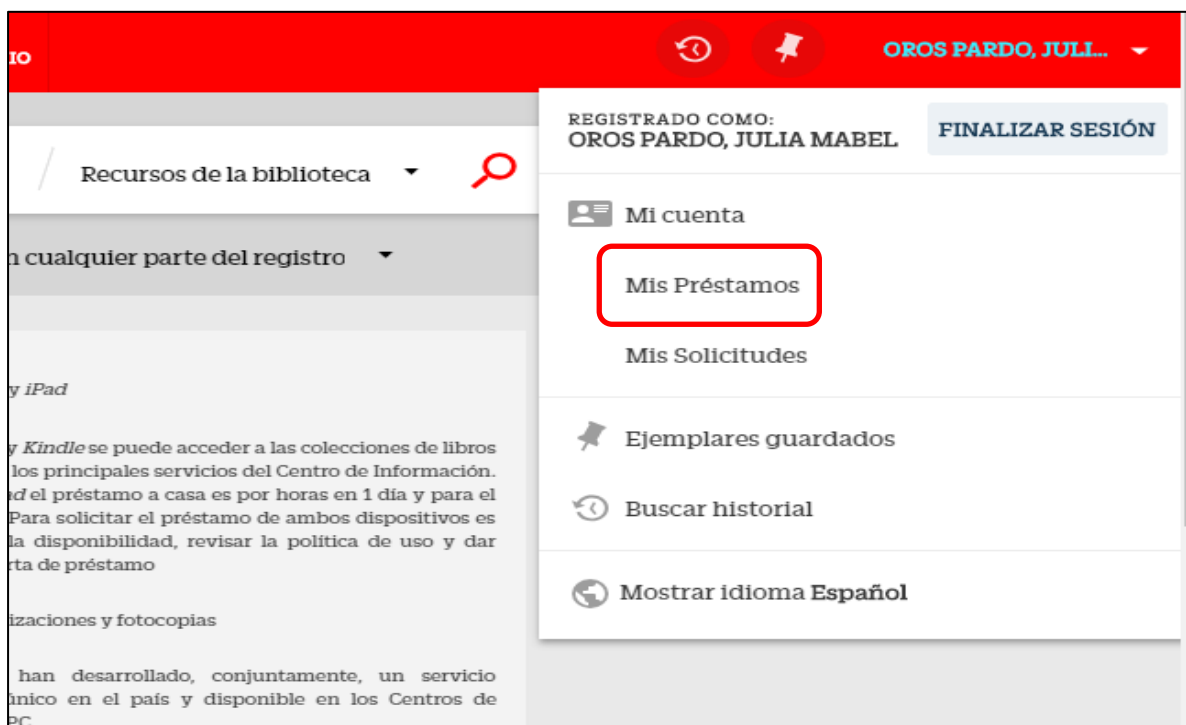 IO
OROS PARDO, JULI...
REGISTRADO COMO:
OROS PARDO, JULIA MABEL
FINALIZAR SESIÓN
Recursos de la biblioteca
Mi cuenta
n cualquier parte del registro
Mis Préstamos
Mis Solicitudes
y iPad
Ejemplares guardados
y Kindle se puede acceder a las colecciones de libros
los principales servicios del Centro de Información.
ad el préstamo a casa es por horas en 1 día y para el
Para solicitar el préstamo de ambos dispositivos es
la disponibilidad, revisar la política de uso y dar
rta de préstamo
Buscar historial
Mostrar idioma Español
izaciones y fotocopias
han desarrollado, conjuntamente, un servicio
único en el país y disponible en los Centros de
PC